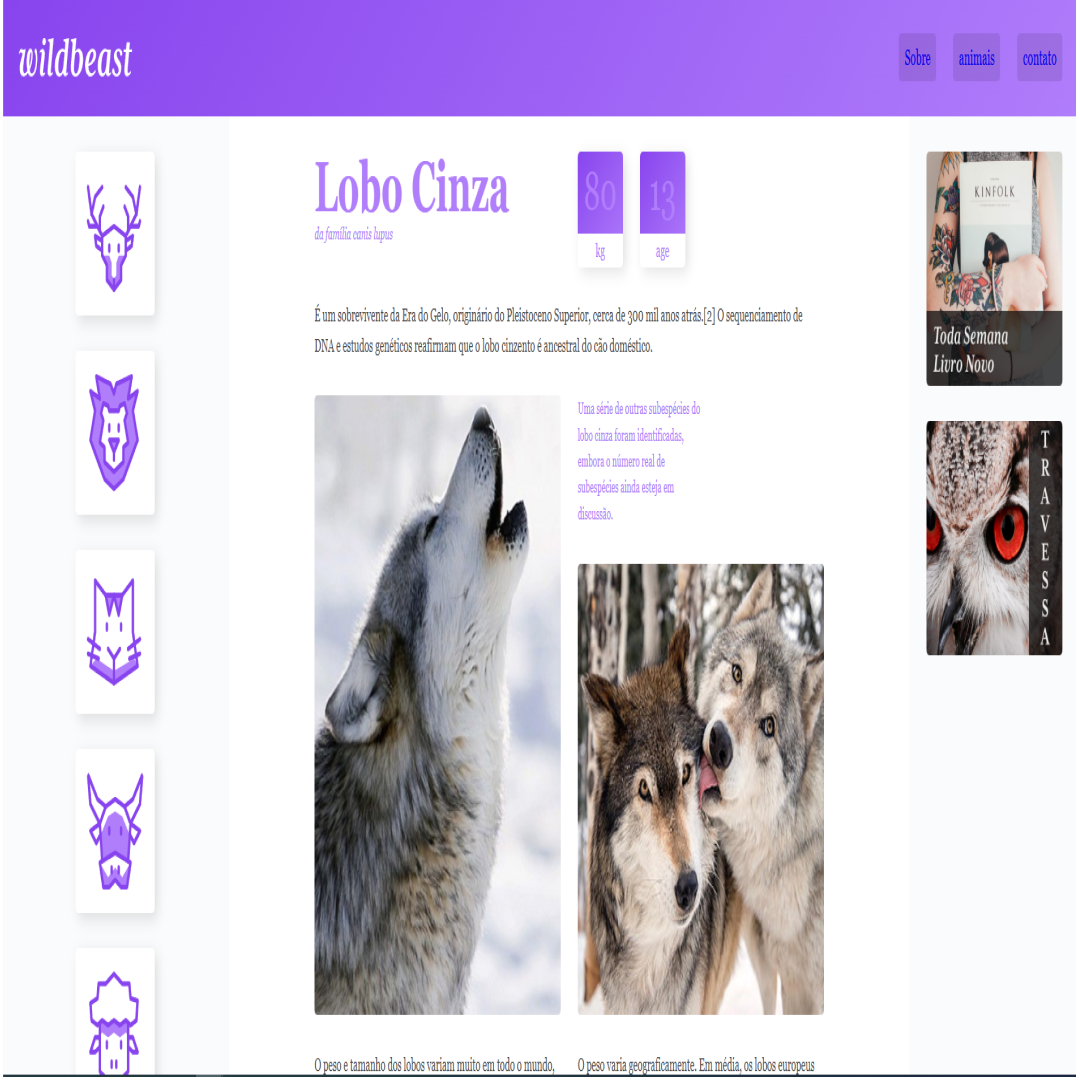 wildbeast
Sobre
animais
contato
Lobo Cinza
da família canis lupus
80
kg
13
age
É um sobrevivente da Era do Gelo, originário do Pleistoceno Superior, cerca de 300 mil anos atrás.[2] O sequenciamento de
DNA e estudos genéticos reafirmam que o lobo cinzento é ancestral do cão doméstico.
Uma série de outras subespécies do
lobo cinza foram identificadas,
embora o número real de
subespécies ainda esteja em
discussão.
O peso e tamanho dos lobos variam muito em todo o mundo,
O peso varia geograficamente. Em média, os lobos europeus
KINFOLK
Toda Semana
Livro Novo
TRAVESSA